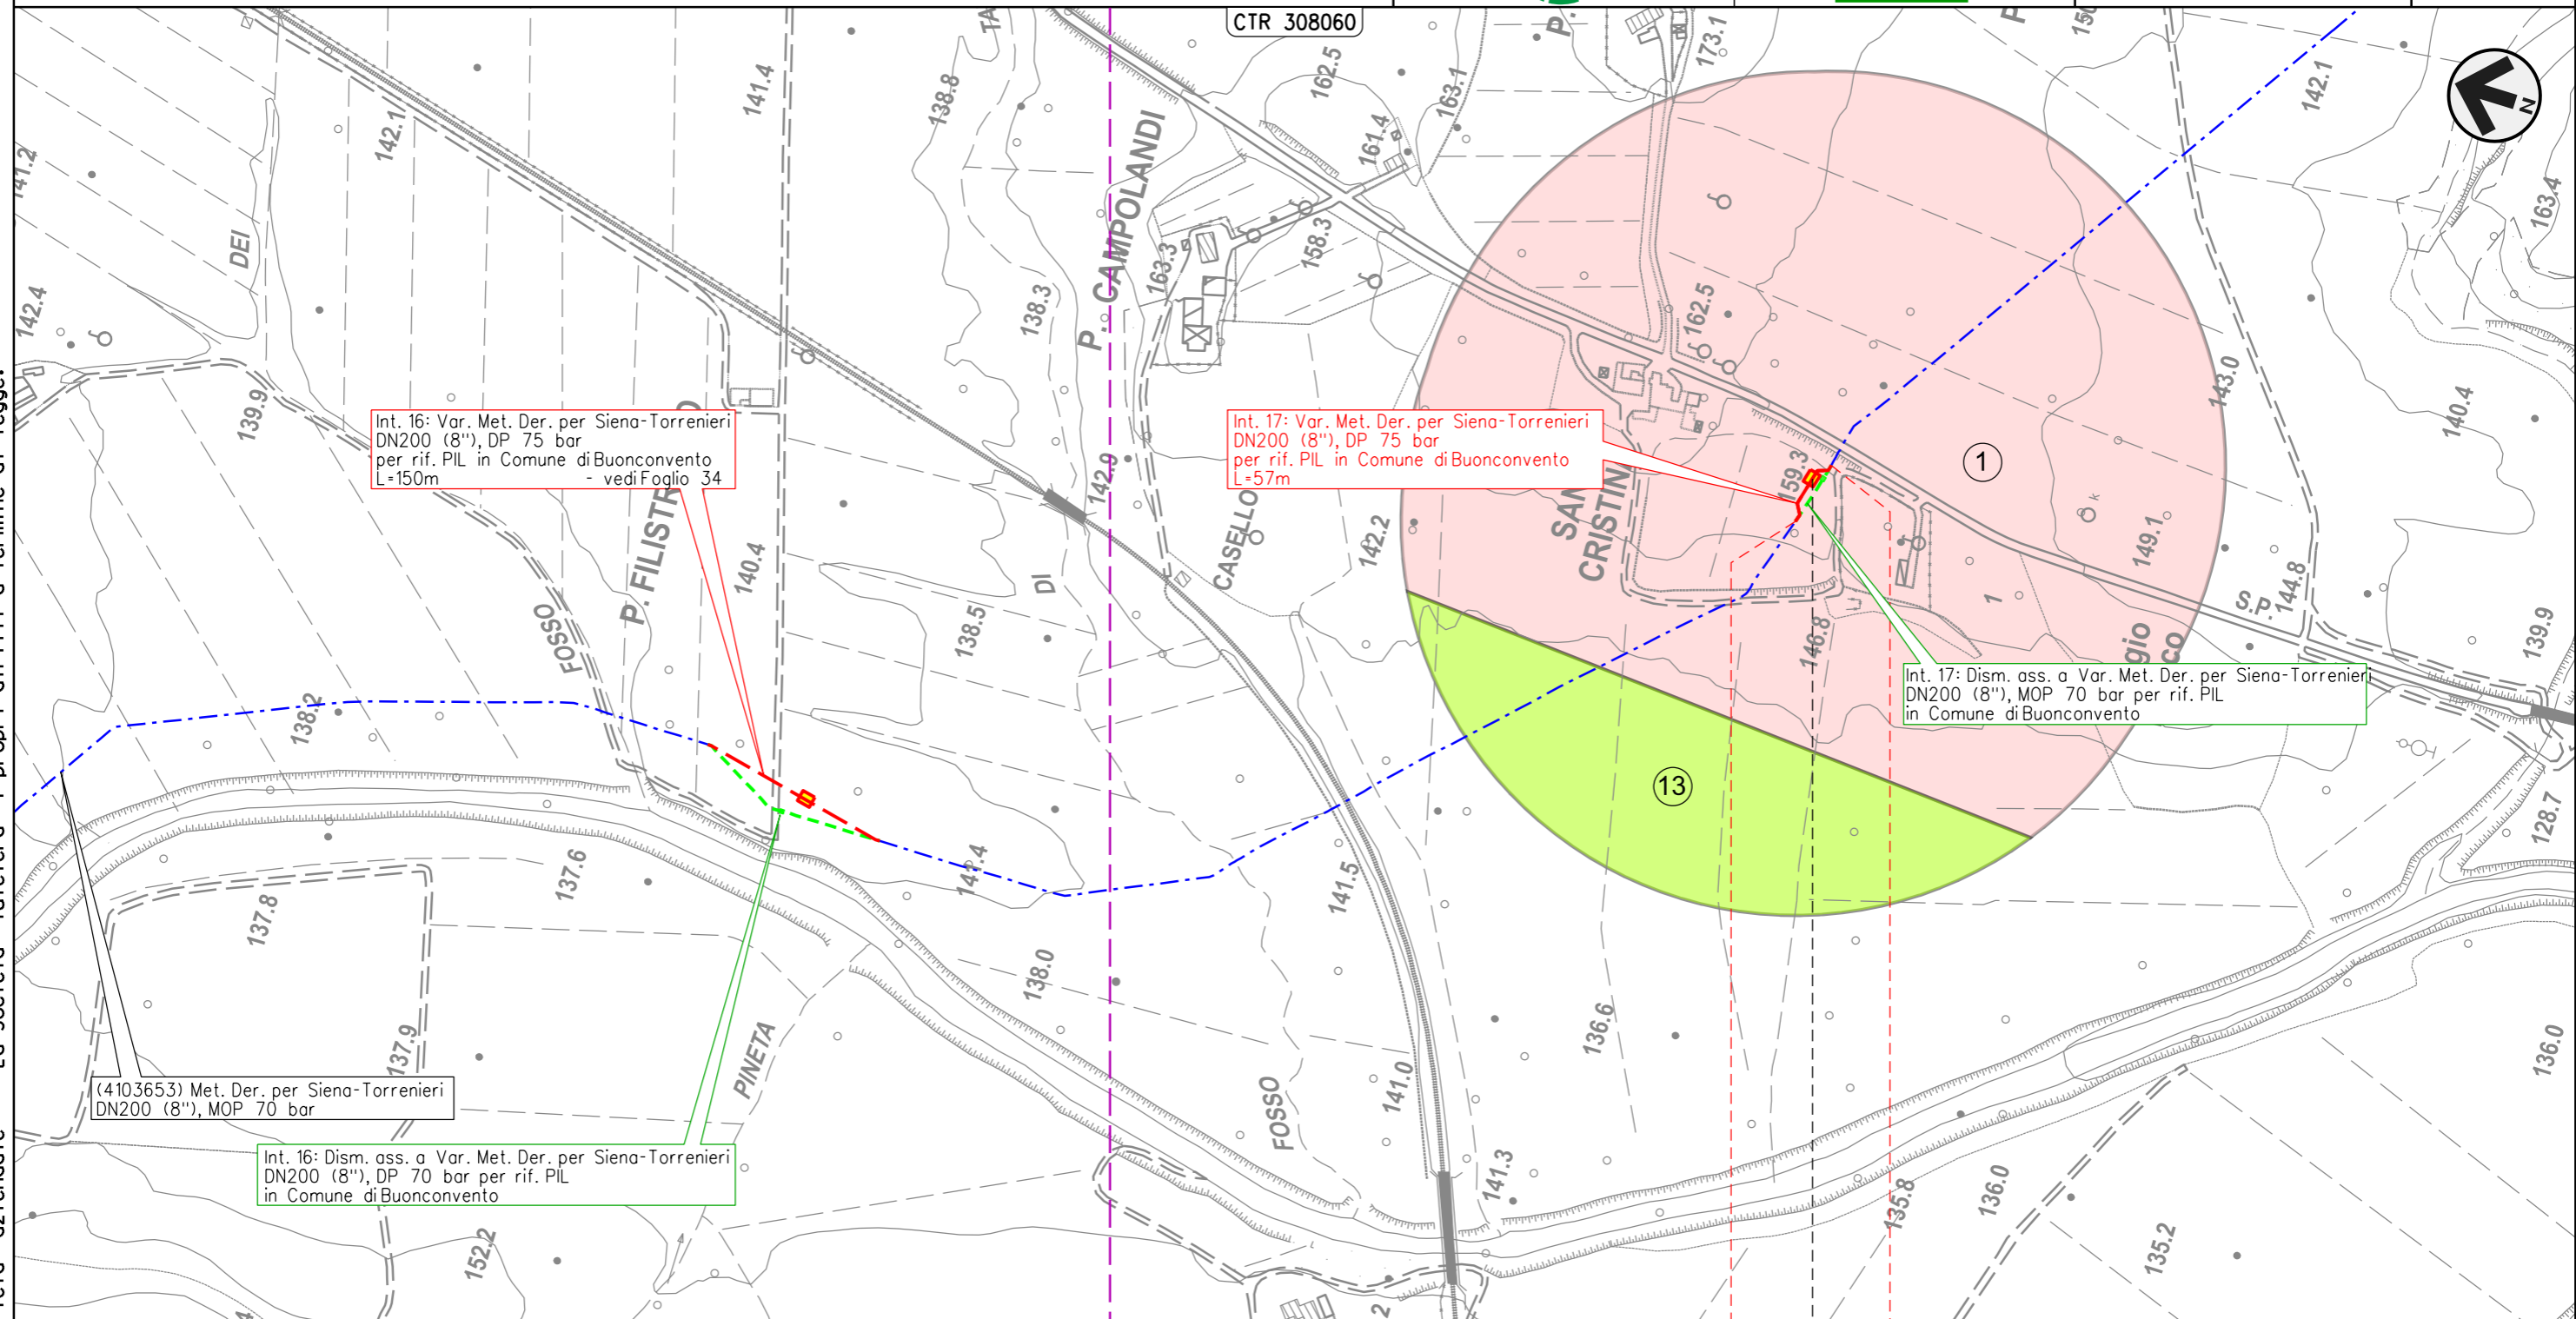 CTR 308060
N
TA
P.
173.1
150
142.1
141.4
138.8
162.5
163.1
142.1
161.4
141.2
DEI
P. CAMPOLANDI
163.3
158.3
163.4
142.4
138.3
162.5
143.0
139.9
140.4
Int. 16: Var. Met. Der. per Siena-Torrenieri
DN200 (8"), DP 75 bar
per rif. PIL in Comune di Buonconvento
L=150m - vedi Foglio 34
Int. 17: Var. Met. Der. per Siena-Torrenieri
DN200 (8"), DP 75 bar
per rif. PIL in Comune di Buonconvento
L=57m
1
159.3
142.9
P. FILISTR
140.4
CASELLO
142.2
SAN
CRISTIN
149.1
FOSSO
DI
138.5
1
S.P.
144.8
139.9
146.8
gio
co
Int. 17: Dism. ass. a Var. Met. Der. per Siena-Torrenieri
DN200 (8"), MOP 70 bar per rif. PIL
in Comune di Buonconvento
138.2
13
128.7
141.4
137.6
141.5
137.8
138.0
136.6
137.9
PINETA
141.0
FOSSO
136.0
(4103653) Met. Der. per Siena-Torrenieri
DN200 (8"), MOP 70 bar
Int. 16: Dism. ass. a Var. Met. Der. per Siena-Torrenieri
DN200 (8"), DP 70 bar per rif. PIL
in Comune di Buonconvento
141.3
135.8
136.0
135.2
152.2
2